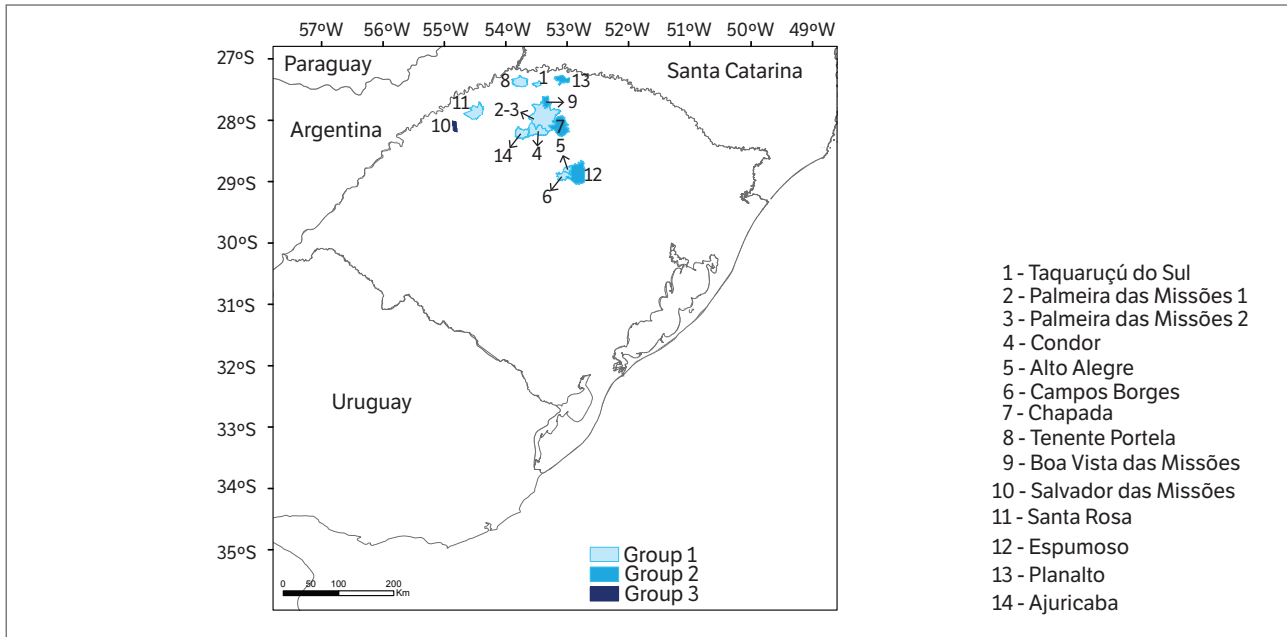 57ºW 56ºW 55ºW 54ºW 53ºW 52ºW 51ºW 50ºW 49ºW
27ºS
28ºS
29ºS
30ºS
31ºS
32ºS
33ºS
34ºS
35ºS
Paraguay
Santa Catarina
8
1
13
11
2-3
9
Argentina
10
7
14
4
5
12
6
Uruguay
Group 1
Group 2
Group 3
0 50 100 200
Km
1 - Taquaruçú do Sul
2 - Palmeira das Missões 1
3 - Palmeira das Missões 2
4 - Condor
5 - Alto Alegre
6 - Campos Borges
7 - Chapada
8 - Tenente Portela
9 - Boa Vista das Missões
10 - Salvador das Missões
11 - Santa Rosa
12 - Espumoso
13 - Planalto
14 - Ajuricaba